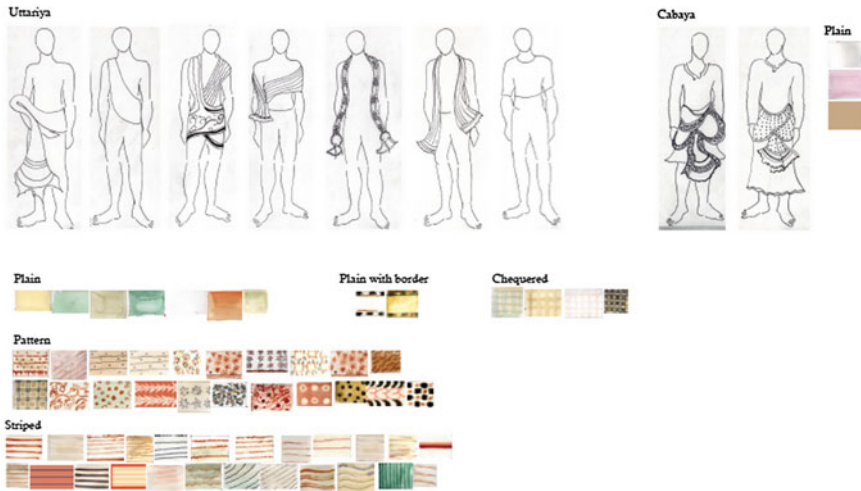 Uttariya
Cabaya
Plain
Plain
Plain with border
Chequered
Pattern
Striped